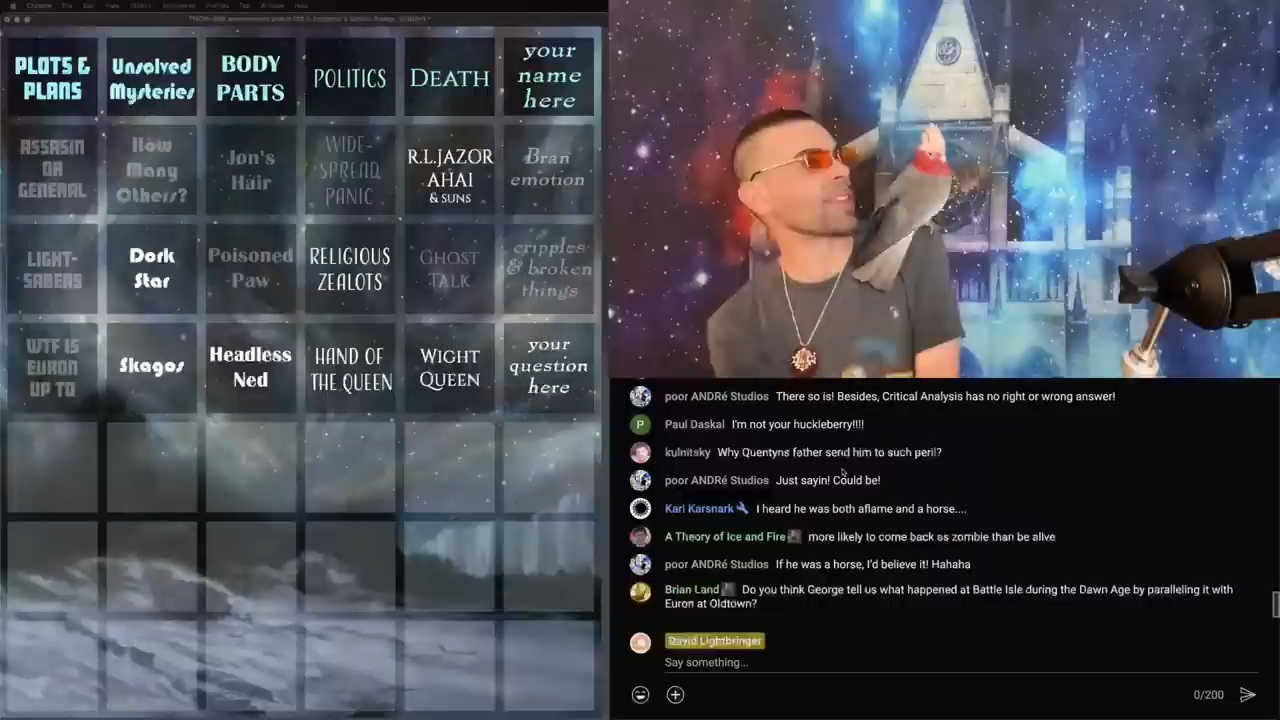 Chrome
PLOTS &
PLANS
Unsolved
Mysteries
BODY
PARTS
POLITICS
DEATH
your
name
here
ASSASIN
OR
GENERAL
How
Many
Others?
Jon's
Hair
WIDE-
SPREAD
PANIC
R.L.JAZOR
AHAI
& SUNS
Bran
emotion
LIGHT-
SABERS
Dork
Star
Poisoned
Paw
RELIGIOUS
ZEALOTS
GHOST
TALK
cripples
& broken
things
WTF IS
EURON
UP TO
Skagos
Headless
Ned
HAND OF
THE QUEEN
WIGHT
QUEEN
your
question
here
poor ANDRé Studios There so is! Besides, Critical Analysis has no right or wrong answer!
P Paul Daskal I'm not your huckleberry!!!!
kulnitsky Why Quentyns father send him to such peril?
poor ANDRé Studios Just sayin! Could be!
Karl Karsnark I heard he was both aflame and a horse....
A Theory of Ice and Fire more likely to come back as zombie than be alive
poor ANDRé Studios If he was a horse, I'd believe it! Hahaha
Brian Land Do you think George tell us what happened at Battle Isle during the Dawn Age by paralleling it with
Euron at Oldtown?
David Lightbringer
Say something...
0/200